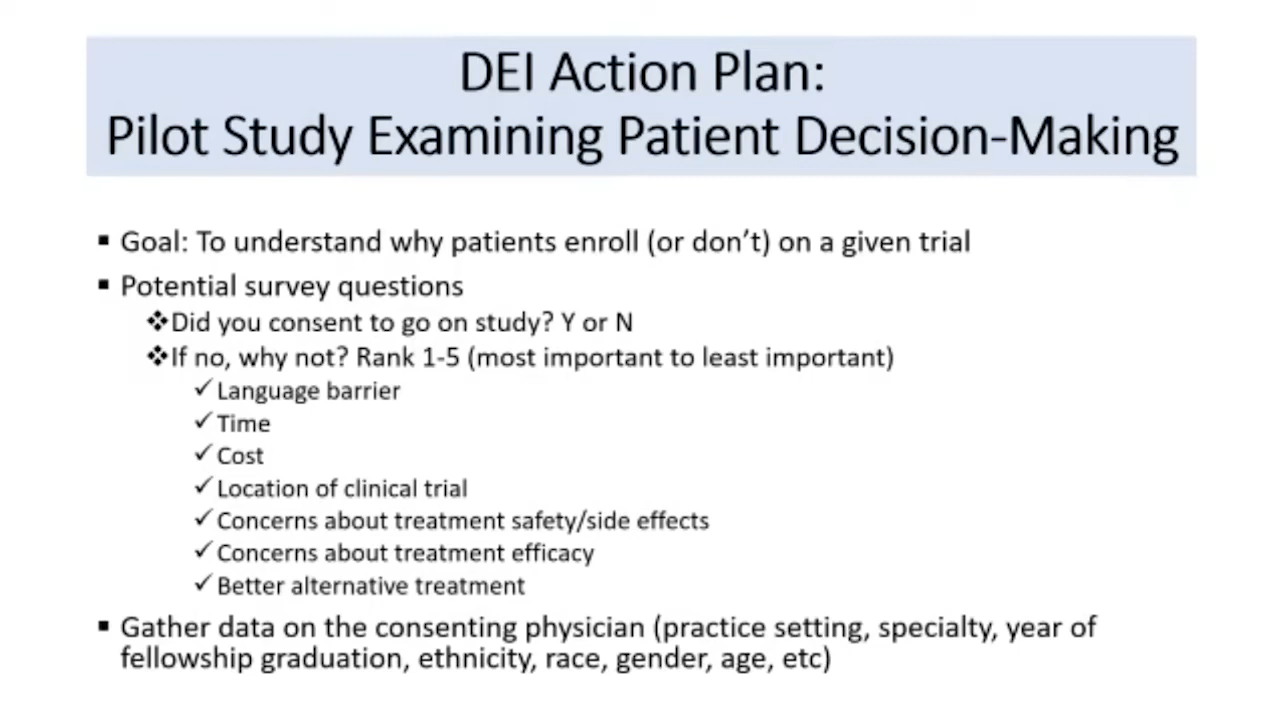 DEI Action Plan:
Pilot Study Examining Patient Decision-Making
▪ Goal: To understand why patients enroll (or don’t) on a given trial
▪ Potential survey questions
❖Did you consent to go on study? Y or N
❖If no, why not? Rank 1-5 (most important to least important)
✓Language barrier
✓Time
✓Cost
✓Location of clinical trial
✓Concerns about treatment safety/side effects
✓Concerns about treatment efficacy
✓Better alternative treatment
▪ Gather data on the consenting physician (practice setting, specialty, year of
fellowship graduation, ethnicity, race, gender, age, etc)